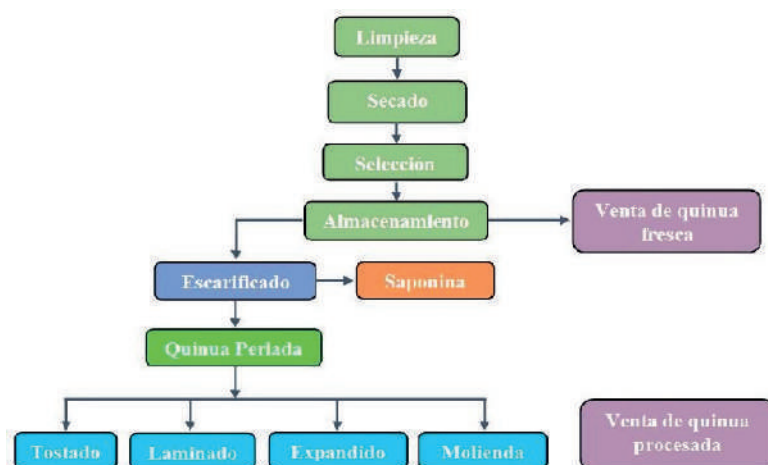 Limpieza
Secado
Selección
Almacenamiento
Venta de quinua
fresca
Escarificado
Saponina
Quinua Perlada
Tostado
Laminado
Expandido
Molienda
Venta de quinua
procesada